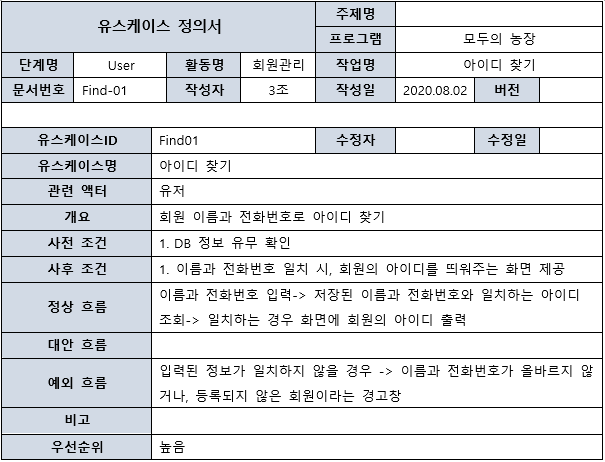 유스케이스 정의서
주제명
프로그램 모두의 농장
단계명 User 활동명 회원관리 작업명 아이디 찾기
문서번호 Find-01 작성자 3조 작성일 2020.08.02 버전
유스케이스ID Find01 수정자 수정일
유스케이스명 아이디 찾기
관련 액터 유저
개요 회원 이름과 전화번호로 아이디 찾기
사전 조건 1. DB 정보 유무 확인
사후 조건 1. 이름과 전화번호 일치 시, 회원의 아이디를 띄워주는 화면 제공
정상 흐름 이름과 전화번호 입력-> 저장된 이름과 전화번호와 일치하는 아이디
조회-> 일치하는 경우 화면에 회원의 아이디 출력
대안 흐름
예외 흐름 입력된 정보가 일치하지 않을 경우 -> 이름과 전화번호가 올바르지 않
거나, 등록되지 않은 회원이라는 경고창
비고
우선순위 높음